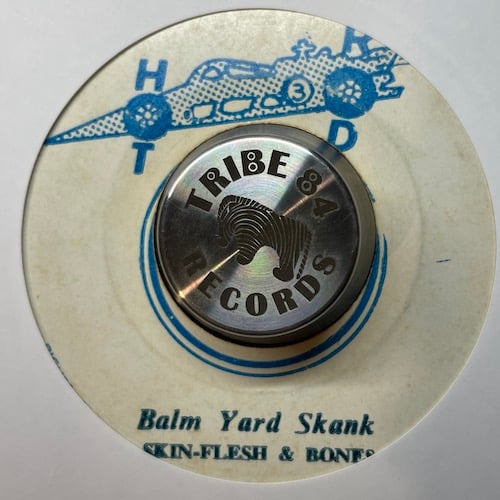 H R
3
T D
TRIBE 84
RECORDS
Balm Yard Skank
SKIN-FLESH & BONES